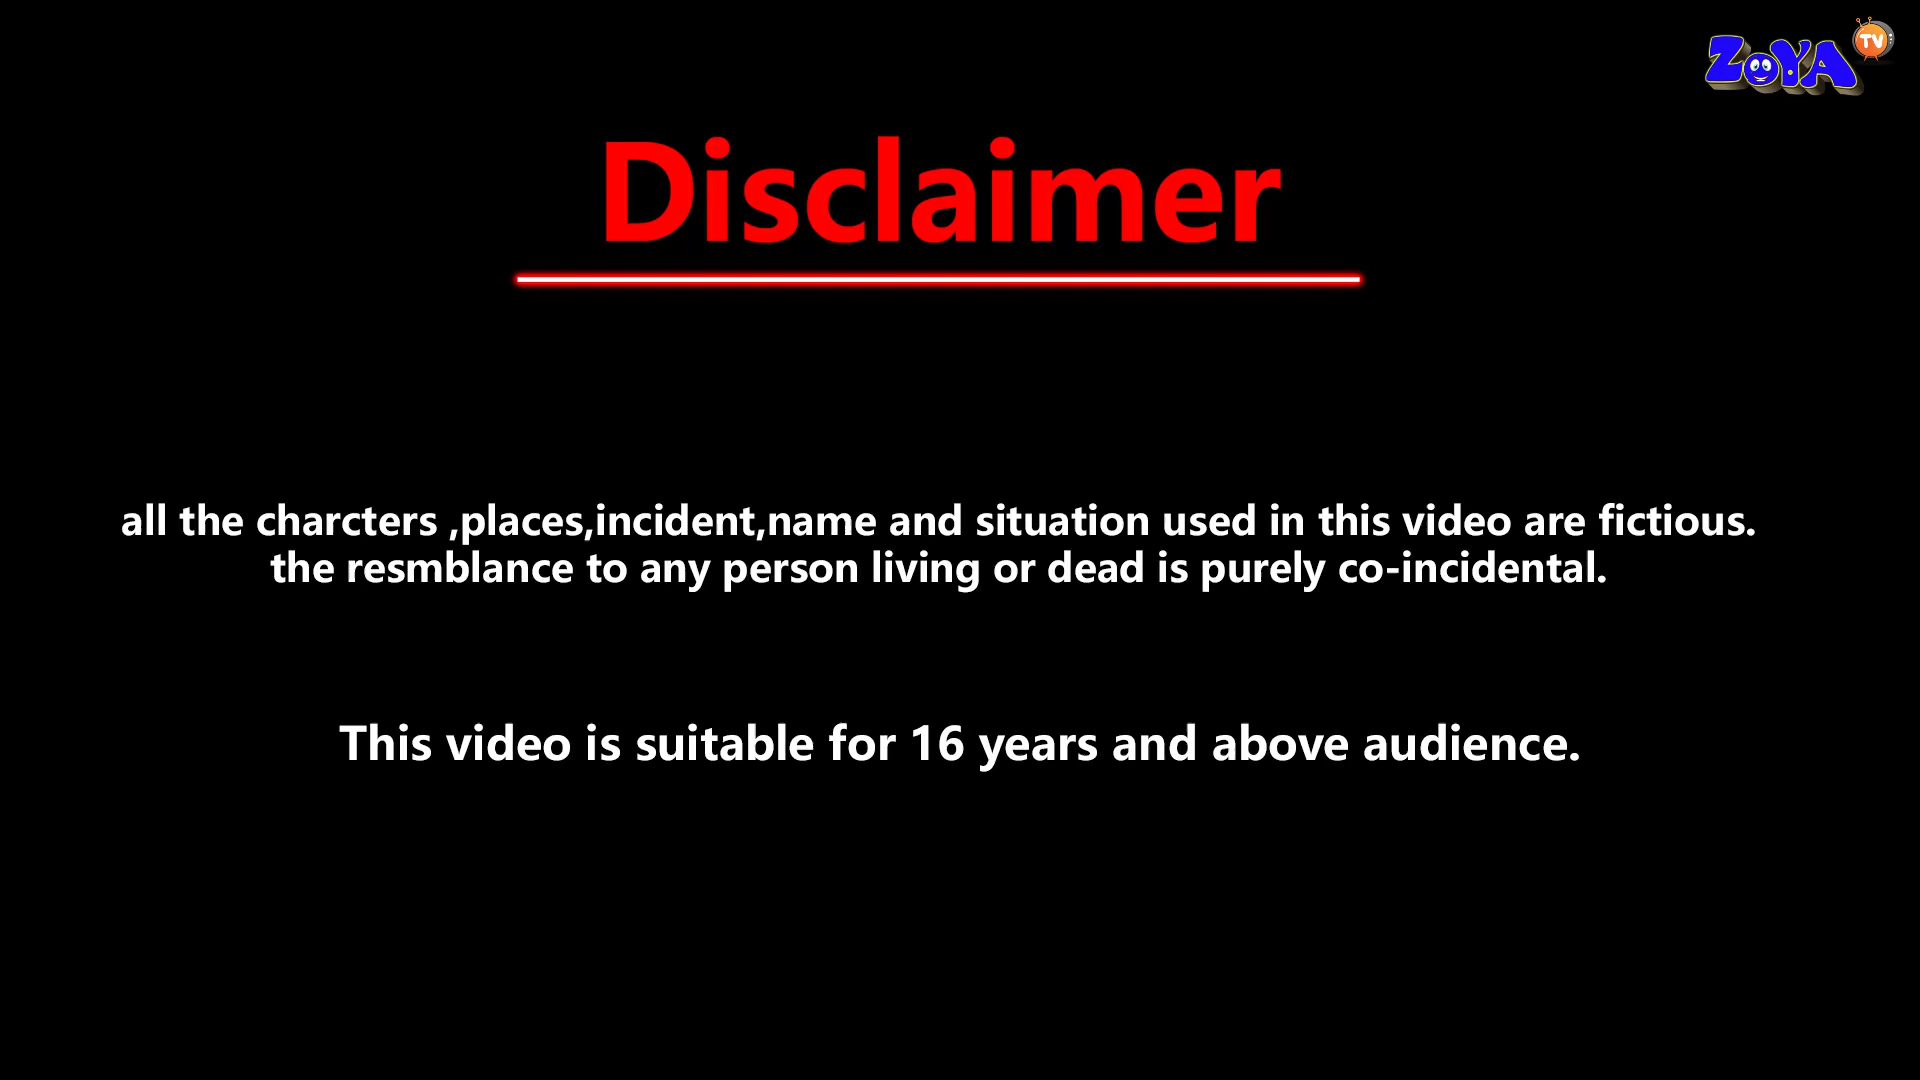 ZOYA TV
Disclaimer
all the charcters ,places,incident,name and situation used in this video are fictious.
the resmblance to any person living or dead is purely co-incidental.
This video is suitable for 16 years and above audience.